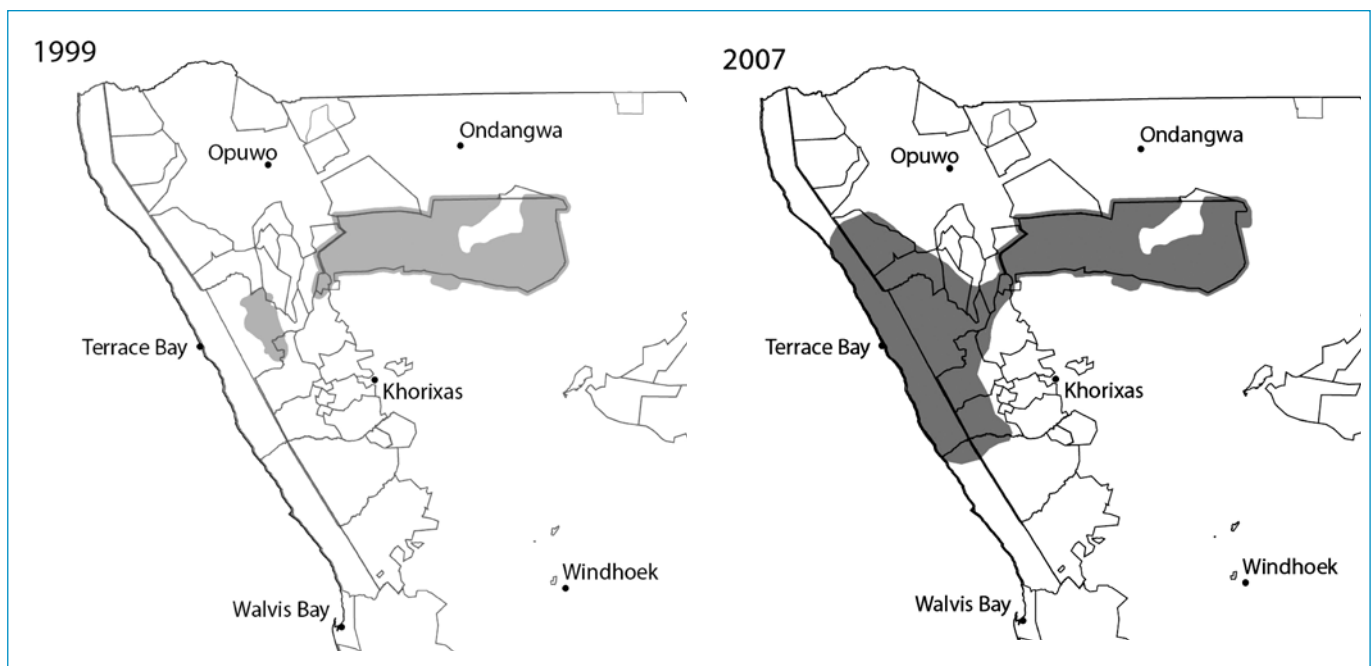 1999
Ondangwa
Opuwo
Terrace Bay
Khorixas
Windhoek
Walvis Bay
2007
Ondangwa
Opuwo
Terrace Bay
Khorixas
Windhoek
Walvis Bay